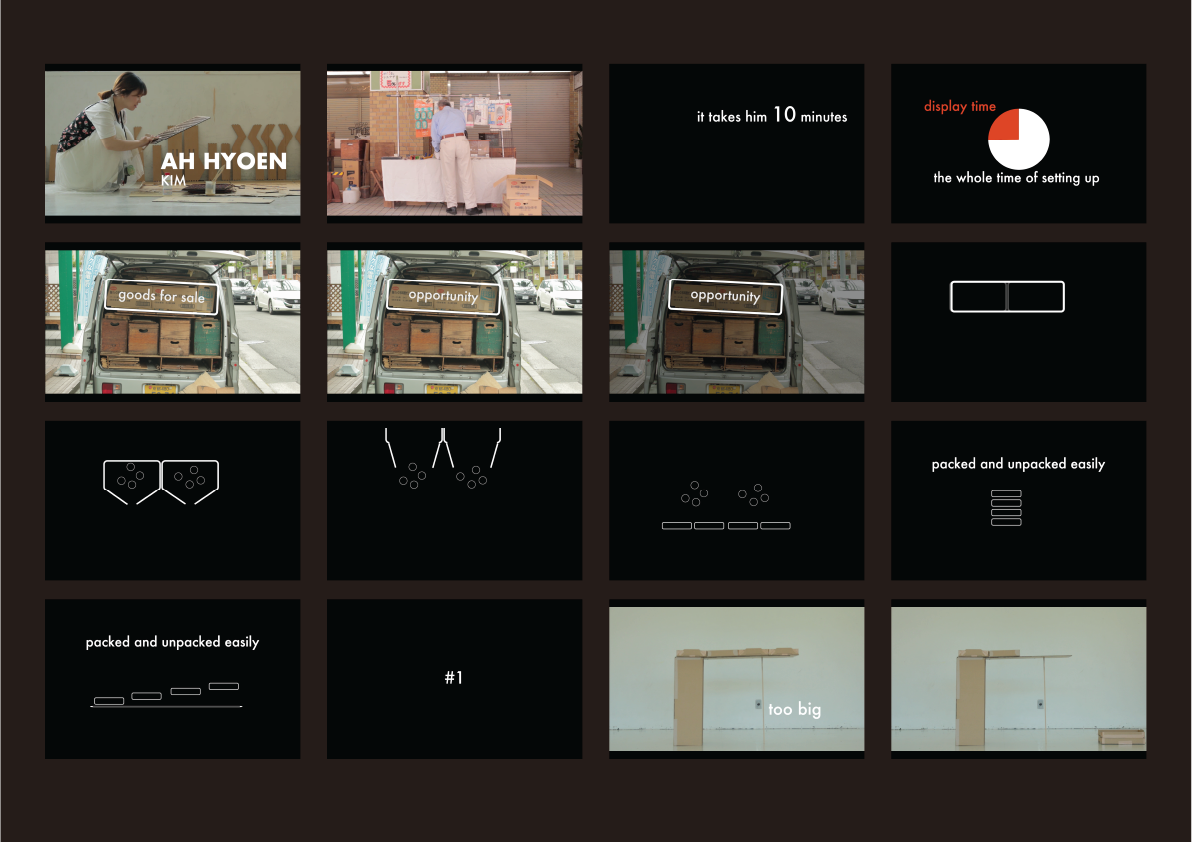 AH HYOEN
KIM
it takes him 10 minutes
display time
the whole time of setting up
goods for sale
opportunity
opportunity
packed and unpacked easily
packed and unpacked easily
#1
too big